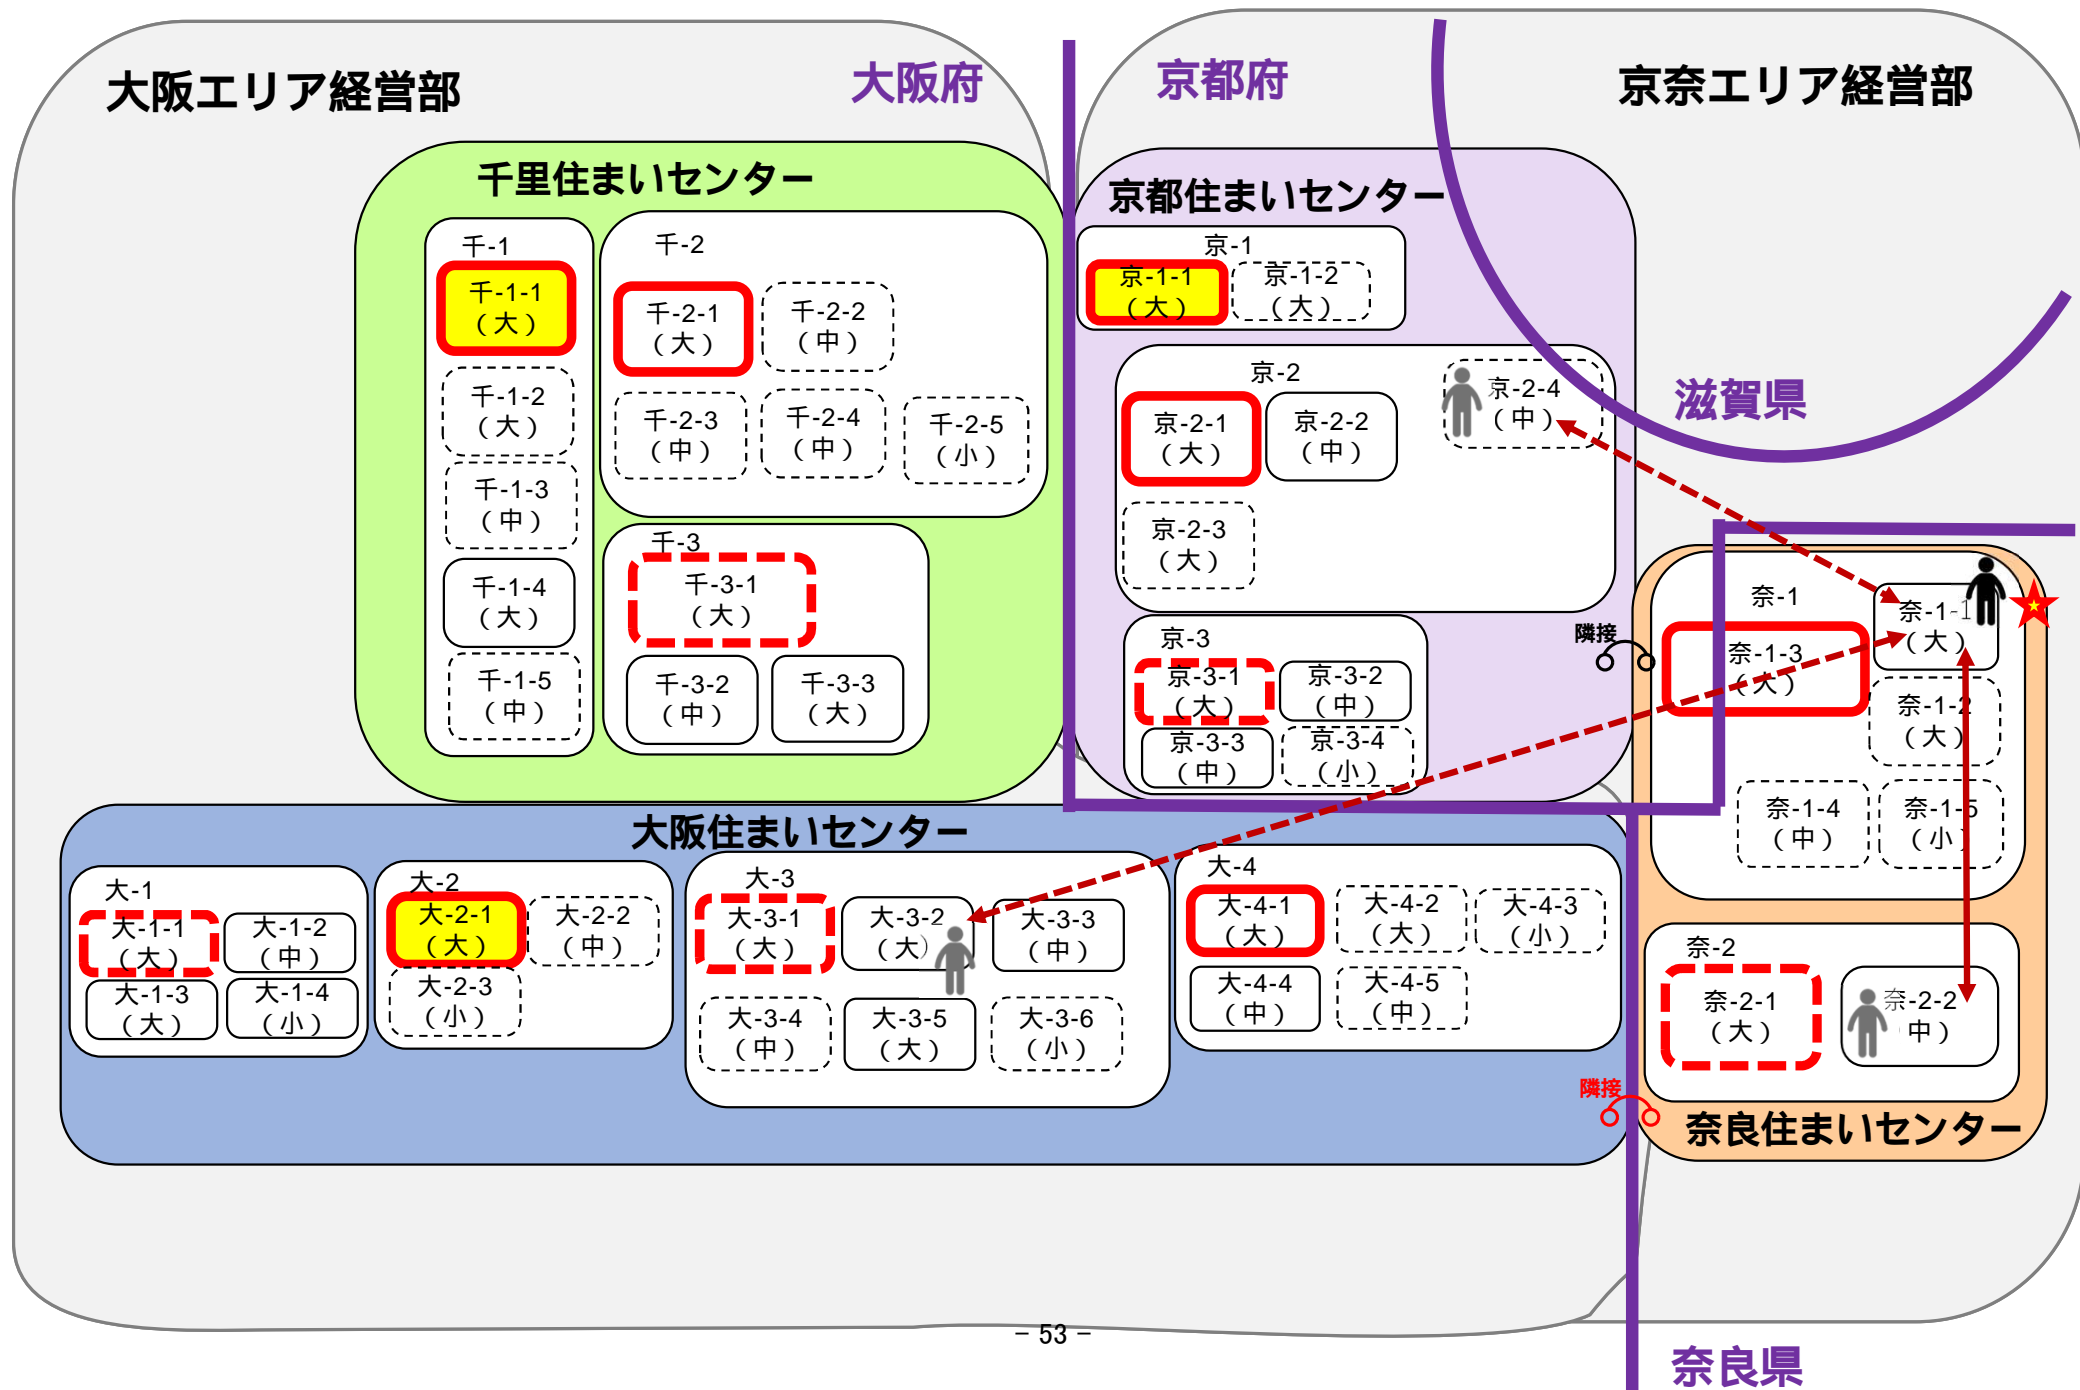 大阪エリア経営部
大阪府
京都府
京奈エリア経営部
滋賀県
千里住まいセンター
千-1
千-1-1
（大）
千-1-2
（大）
千-1-3
（中）
千-1-4
（大）
千-1-5
（中）
千-2
千-2-1
（大）
千-2-2
（中）
千-2-3
（中）
千-2-4
（中）
千-2-5
（小）
千-3
千-3-1
（大）
千-3-2
（中）
千-3-3
（大）
京都住まいセンター
京-1
京-1-1
（大）
京-1-2
（大）
京-2
京-2-1
（大）
京-2-2
（中）
京-2-4
（中）
京-2-3
（大）
京-3
京-3-1
（大）
京-3-2
（中）
京-3-3
（中）
京-3-4
（小）
隣接
奈-1
奈-1-1
（大）
奈-1-3
（大）
奈-1-2
（大）
奈-1-4
（中）
奈-1-5
（小）
奈-2
奈-2-1
（大）
奈-2-2
中）
奈良住まいセンター
大阪住まいセンター
大-1
大-1-1
（大）
大-1-2
（中）
大-1-3
（大）
大-1-4
（小）
大-2
大-2-1
（大）
大-2-2
（中）
大-2-3
（小）
大-3
大-3-1
（大）
大-3-2
（大）
大-3-3
（中）
大-3-4
（中）
大-3-5
（大）
大-3-6
（小）
大-4
大-4-1
（大）
大-4-2
（大）
大-4-3
（小）
大-4-4
（中）
大-4-5
（中）
隣接
- 53 -
奈良県